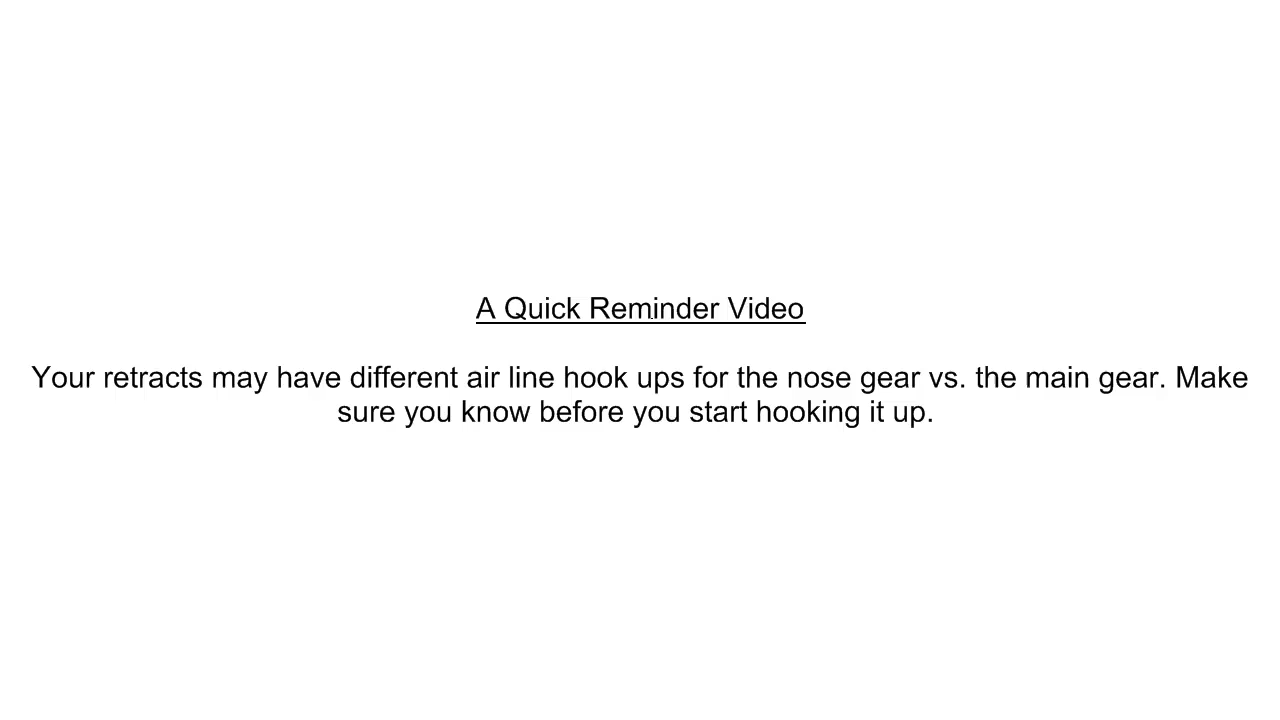 A Quick Reminder Video
Your retracts may have different air line hook ups for the nose gear vs. the main gear. Make
sure you know before you start hooking it up.